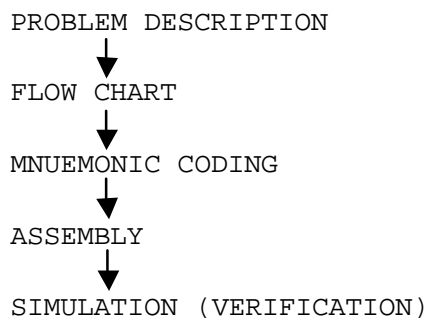 PROBLEM DESCRIPTION
FLOW CHART
MNUEMONIC CODING
ASSEMBLY
SIMULATION (VERIFICATION)